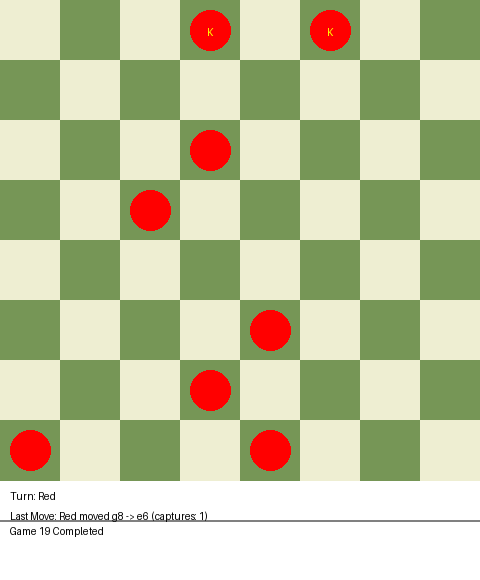 K K
Turn: Red
Last Move: Red moved g8 -> e6 (captures: 1)
Game 19 Completed